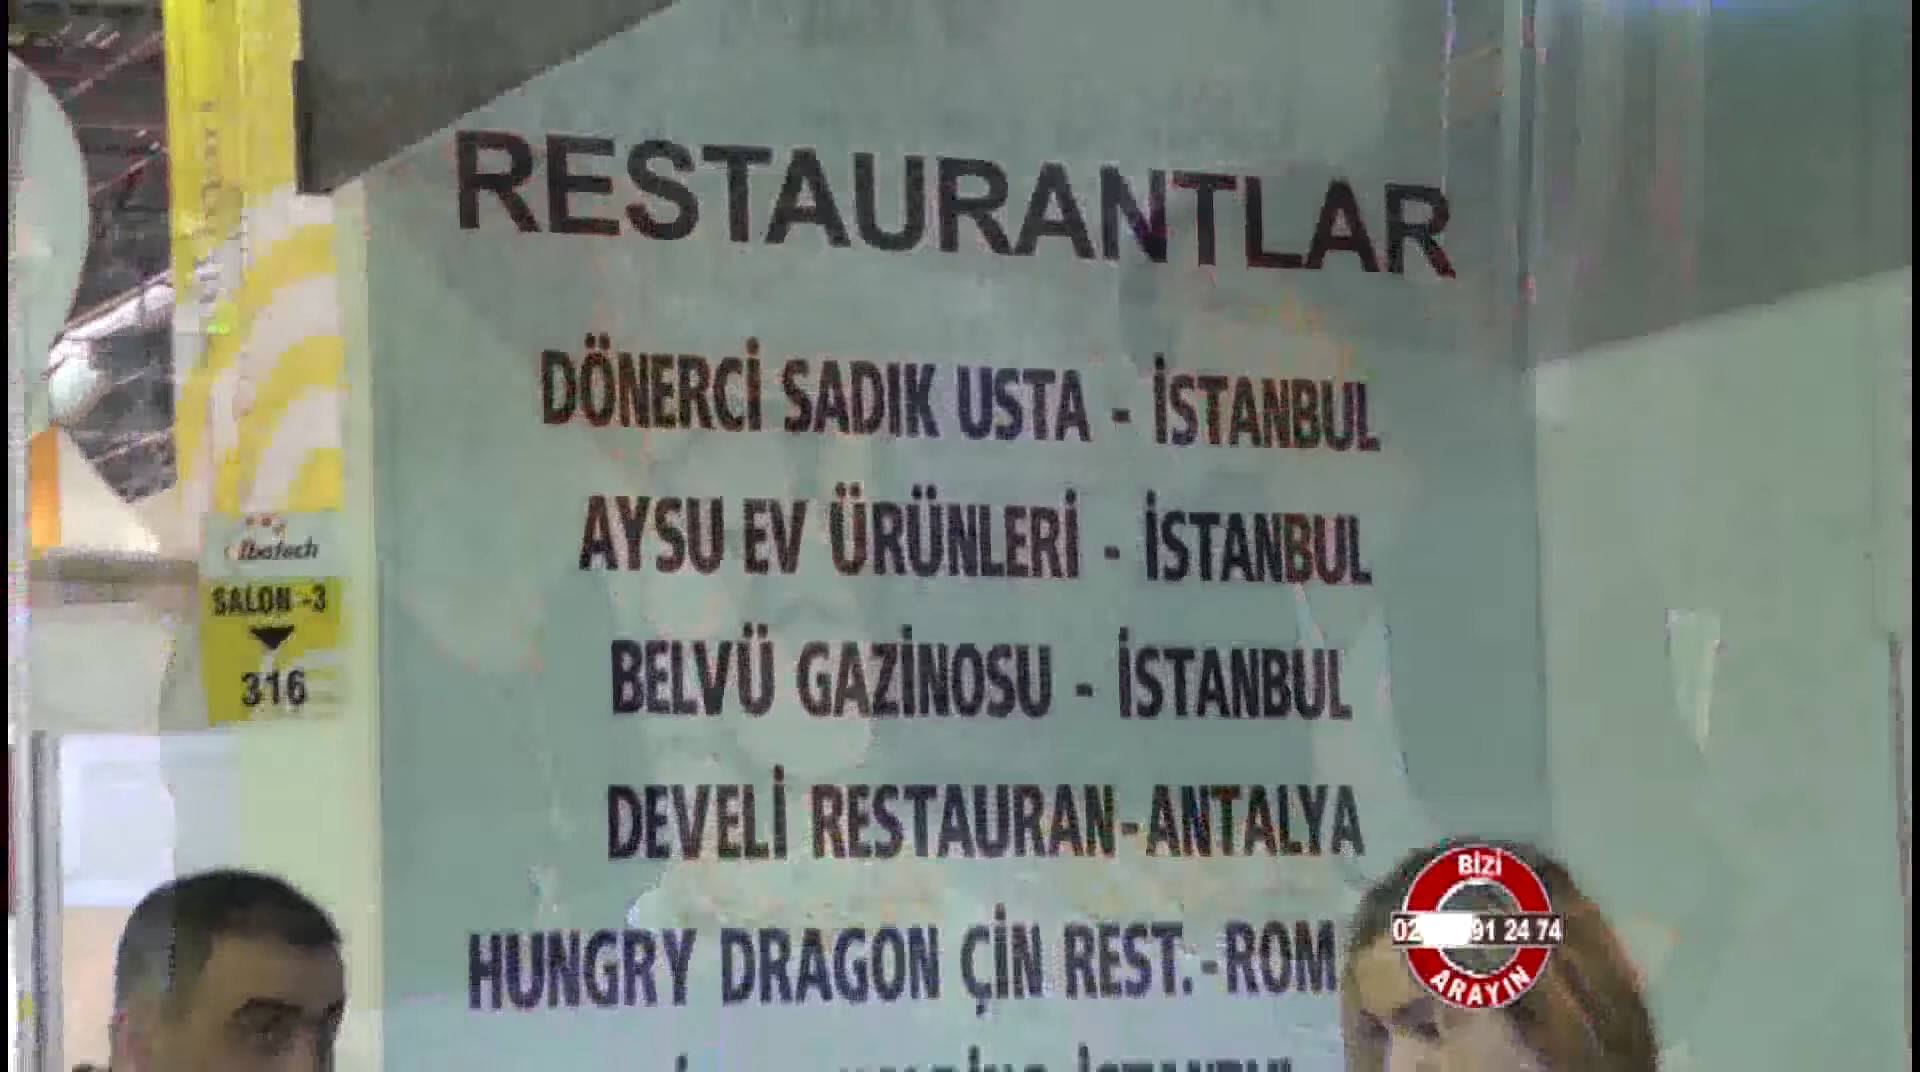 RESTAURANTLAR
DÖNERCİ SADIK USTA - İSTANBUL
AYSU EV ÜRÜNLERİ - İSTANBUL
BELVÜ GAZİNOSU - İSTANBUL
DEVELİ RESTAURAN-ANTALYA
HUNGRY DRAGON ÇİN REST.-ROM
İSTANBUL
SALON -3
316
BİZİ
02 91 24 74
ARAYIN